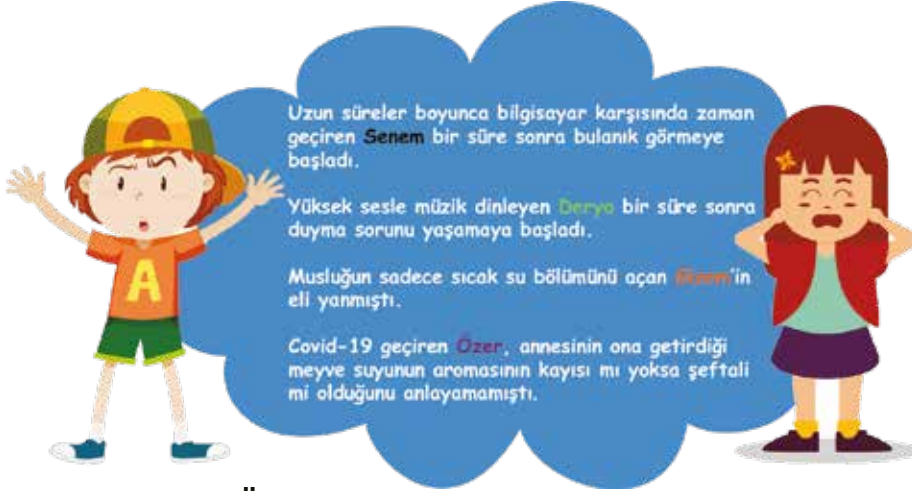 Uzun süreler boyunca bilgisayar karşısında zaman
geçiren Senem bir süre sonra bulanık görmeye
başladı.
Yüksek sesle müzik dinleyen Derya bir süre sonra
duyma sorunu yaşamaya başladı.
Musluğun sadece sıcak su bölümünü açan 'in
eli yanmıştı.
Covid-19 geçiren Özer, annesinin ona getirdiği
meyve suyunun aromasının kayısı mı yoksa şeftali
mi olduğunu anlayamamıştı.
A